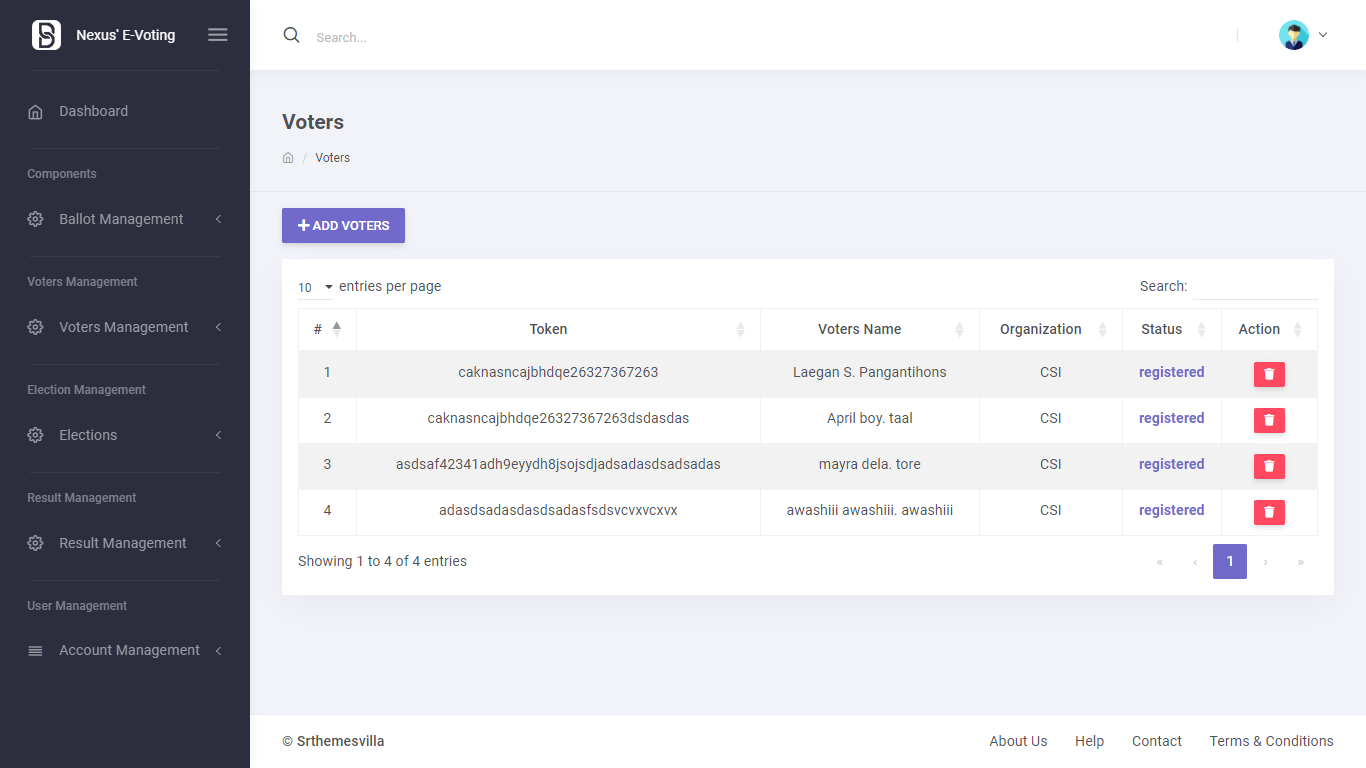 Nexus' E-Voting
Search...
Dashboard
Components
Ballot Management
Voters Management
Voters Management
Election Management
Elections
Result Management
Result Management
User Management
Account Management
Voters
/ Voters
+ ADD VOTERS
10 entries per page Search:
# Token Voters Name Organization Status Action
1 caknasncajbhdqe26327367263 Laegan S. Pangantihons CSI registered
2 caknasncajbhdqe26327367263dsdasdas April boy. taal CSI registered
3 asdsaf42341adh9eyydh8jsojsdjadsadasdsadsadas mayra dela. tore CSI registered
4 adasdsadasdasdsadasfsdsvcvxvcxvx awashiii awashiii. awashiii CSI registered
Showing 1 to 4 of 4 entries « ‹ 1 › »
© Srthemesvilla About Us Help Contact Terms & Conditions